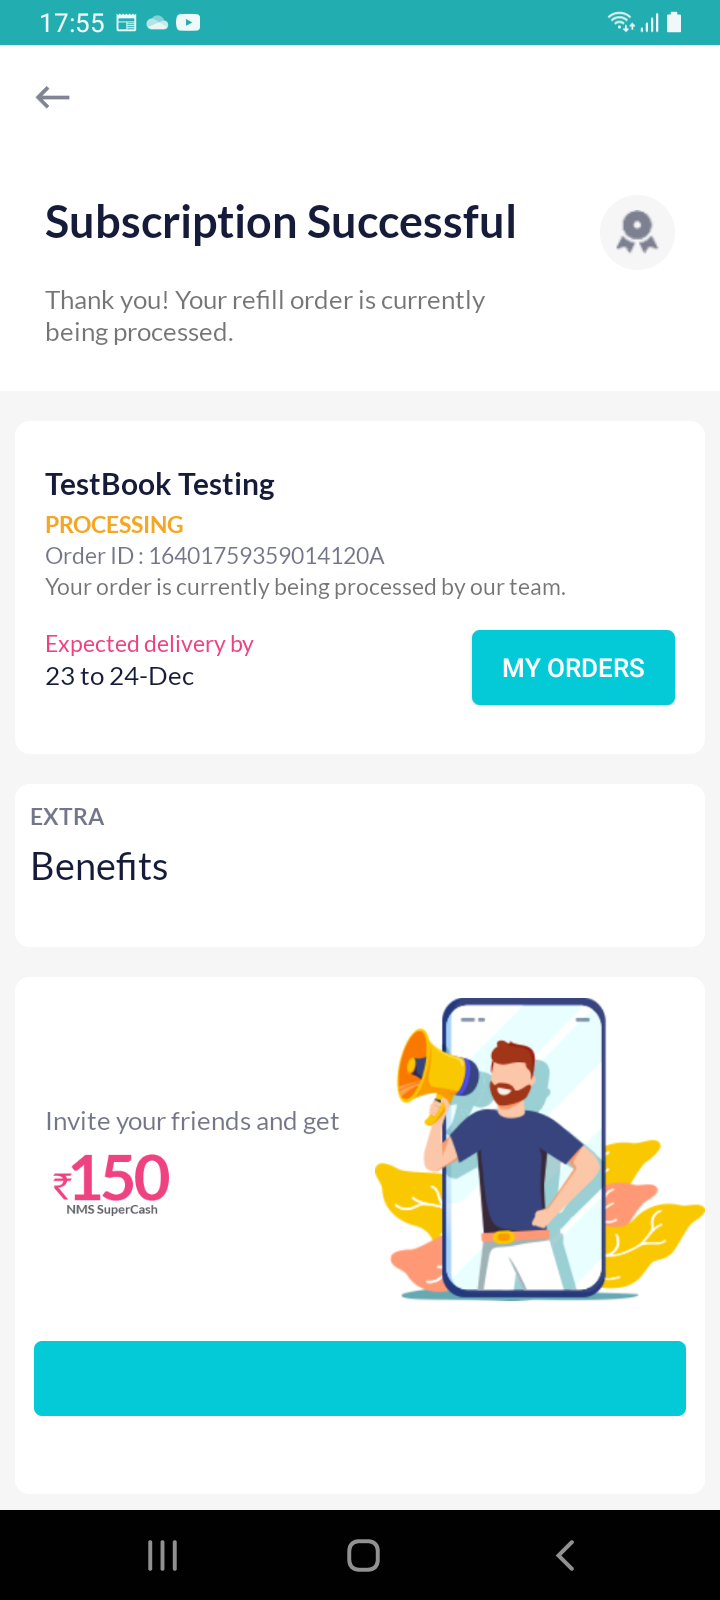 17:55
Subscription Successful
Thank you! Your refill order is currently
being processed.
TestBook Testing
PROCESSING
Order ID : 16401759359014120A
Your order is currently being processed by our team.
Expected delivery by
23 to 24-Dec
MY ORDERS
EXTRA
Benefits
Invite your friends and get
₹150
NMS SuperCash